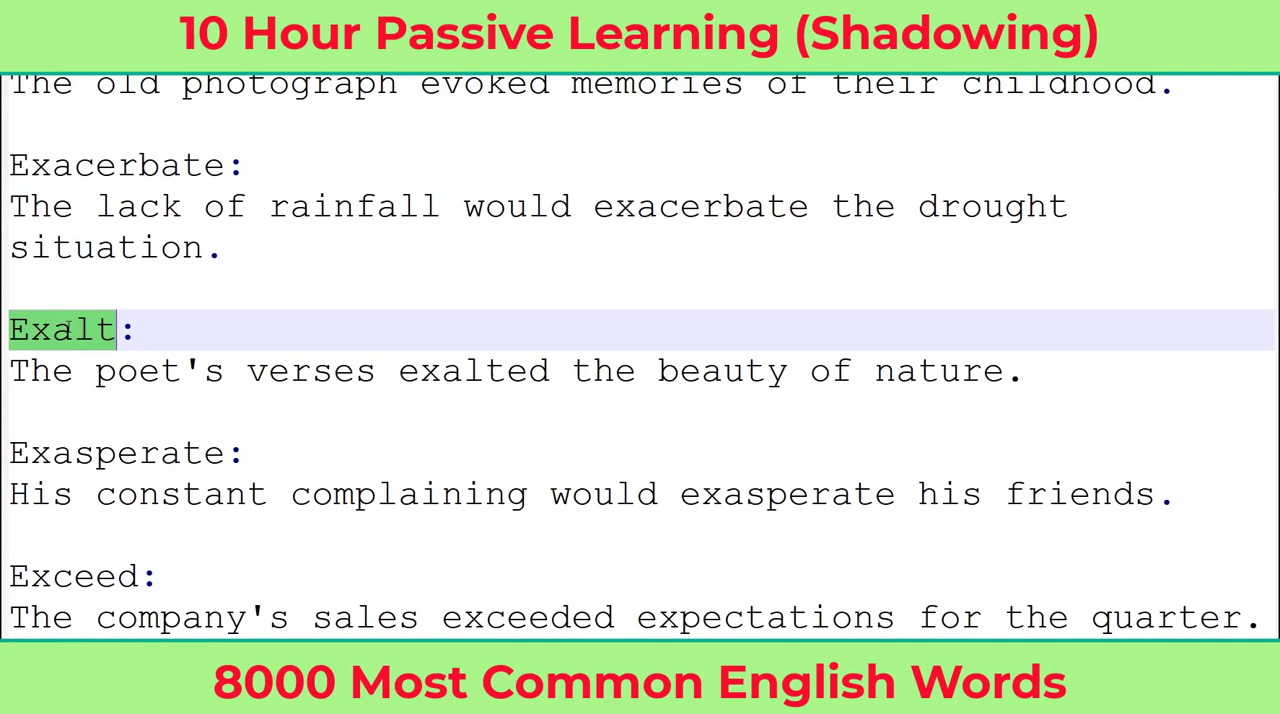 10 Hour Passive Learning (Shadowing)
The old photograph evoked memories of their childhood.
Exacerbate:
The lack of rainfall would exacerbate the drought
situation.
Exalt:
The poet's verses exalted the beauty of nature.
Exasperate:
His constant complaining would exasperate his friends.
Exceed:
The company's sales exceeded expectations for the quarter.
8000 Most Common English Words